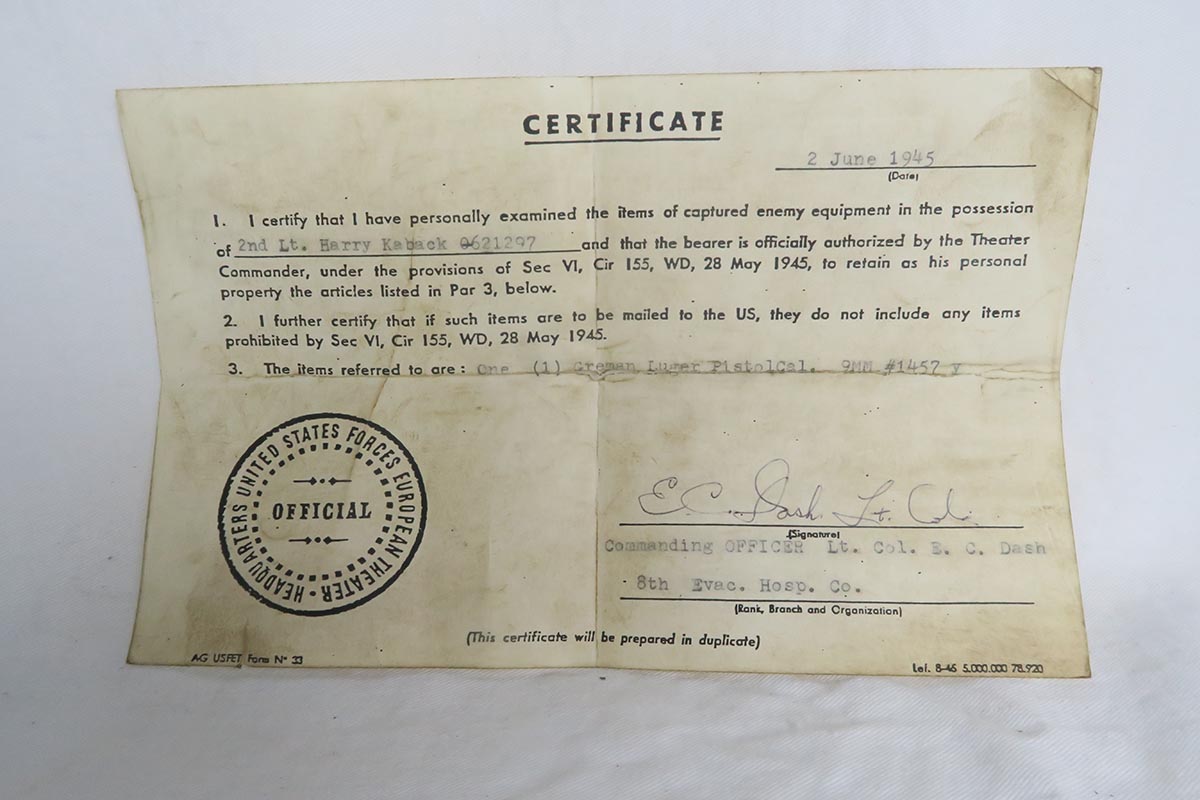 CERTIFICATE
2 June 1945
(Date)
1. I certify that I have personally examined the items of captured enemy equipment in the possession
of 2nd Lt. Harry Kaback 0621297 and that the bearer is officially authorized by the Theater
Commander, under the provisions of Sec VI, Cir 155, WD, 28 May 1945, to retain as his personal
property the articles listed in Par 3, below.
2. I further certify that if such items are to be mailed to the US, they do not include any items
prohibited by Sec VI, Cir 155, WD, 28 May 1945.
3. The items referred to are : One (1) Greman Luger PistolCal. 9MM #1457 y
HEADQUARTERS UNITED STATES FORCES EUROPEAN THEATER
OFFICIAL
E. C. Dash Lt. Col.
(Signature)
Commanding OFFICER Lt. Col. E. C. Dash
8th Evac. Hosp. Co.
(Rank, Branch and Organization)
(This certificate will be prepared in duplicate)
AG USFET Form N° 33
Lef. 8-45 5.000.000 78.920